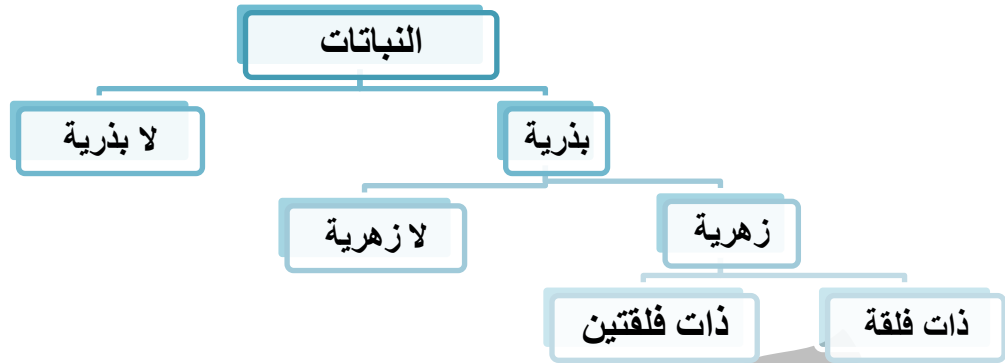 النباتات
بذرية
لا بذرية
زهرية
لا زهرية
ذات فلقة
ذات فلقتين